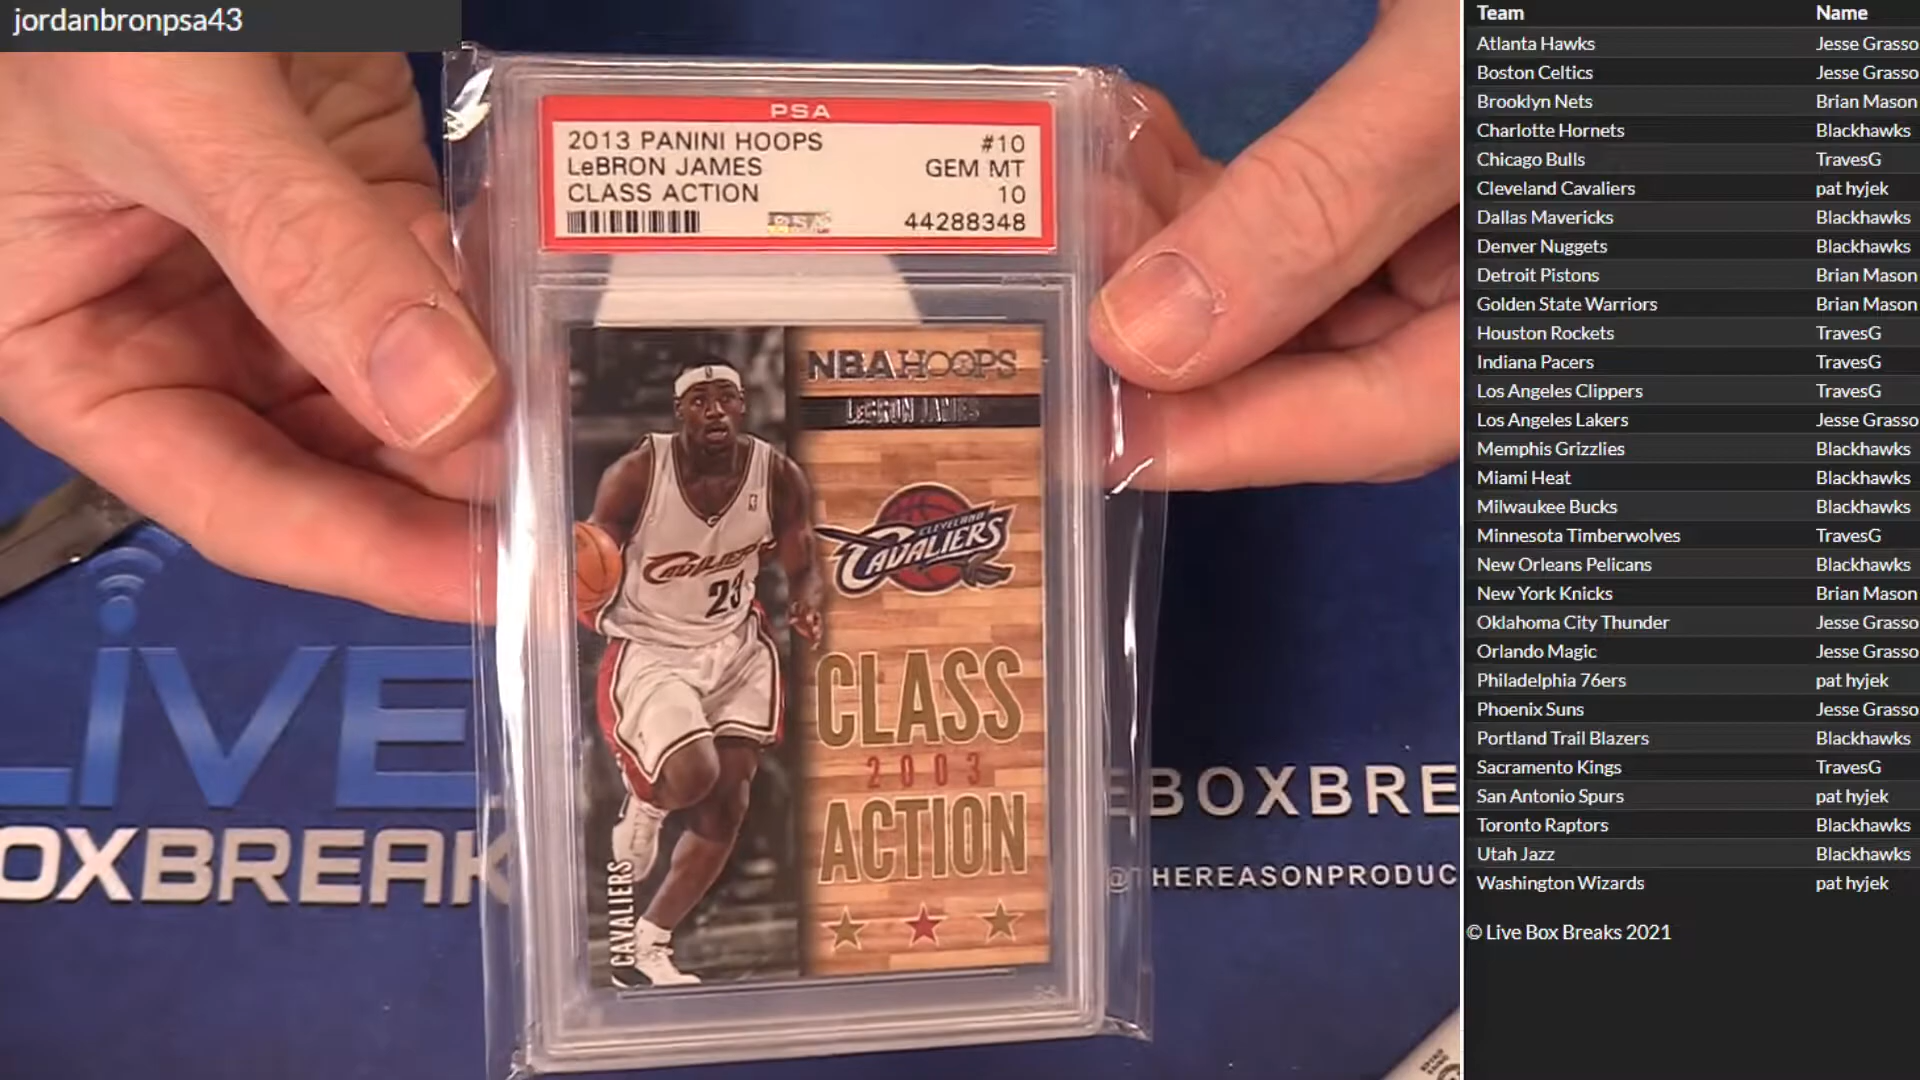 jordanbronpsa43
PSA
2013 PANINI HOOPS #10
LeBRON JAMES GEM MT
CLASS ACTION 10
PSA 44288348
NBA HOOPS
LeBRON JAMES
CLEVELAND
CAVALIERS
CAVALIERS
23
CLASS
2003
ACTION
CAVALIERS
LiVE
OXBREAK
EBOXBRE
@THEREASONPRODUC
Team Name
Atlanta Hawks Jesse Grasso
Boston Celtics Jesse Grasso
Brooklyn Nets Brian Mason
Charlotte Hornets Blackhawks
Chicago Bulls TravesG
Cleveland Cavaliers pat hyjek
Dallas Mavericks Blackhawks
Denver Nuggets Blackhawks
Detroit Pistons Brian Mason
Golden State Warriors Brian Mason
Houston Rockets TravesG
Indiana Pacers TravesG
Los Angeles Clippers TravesG
Los Angeles Lakers Jesse Grasso
Memphis Grizzlies Blackhawks
Miami Heat Blackhawks
Milwaukee Bucks Blackhawks
Minnesota Timberwolves TravesG
New Orleans Pelicans Blackhawks
New York Knicks Brian Mason
Oklahoma City Thunder Jesse Grasso
Orlando Magic Jesse Grasso
Philadelphia 76ers pat hyjek
Phoenix Suns Jesse Grasso
Portland Trail Blazers Blackhawks
Sacramento Kings TravesG
San Antonio Spurs pat hyjek
Toronto Raptors Blackhawks
Utah Jazz Blackhawks
Washington Wizards pat hyjek
© Live Box Breaks 2021